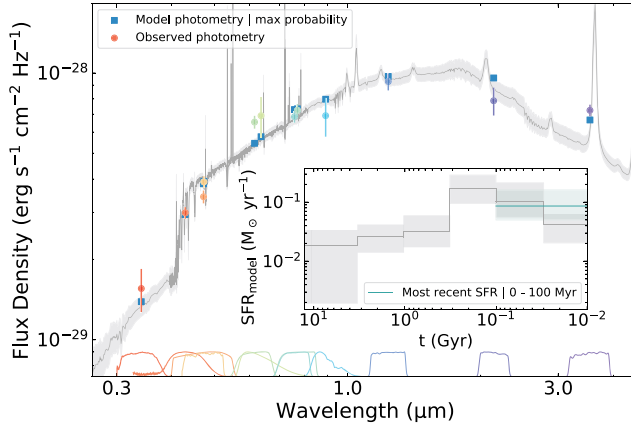 Model photometry | max probability
Observed photometry
Flux Density (erg s⁻¹ cm⁻² Hz⁻¹)
10⁻²⁸
10⁻²⁹
SFR_model (M⊙ yr⁻¹)
10⁻¹
10⁻²
Most recent SFR | 0 - 100 Myr
10¹ 10⁰ 10⁻¹ 10⁻²
t (Gyr)
0.3 1.0 3.0
Wavelength (μm)